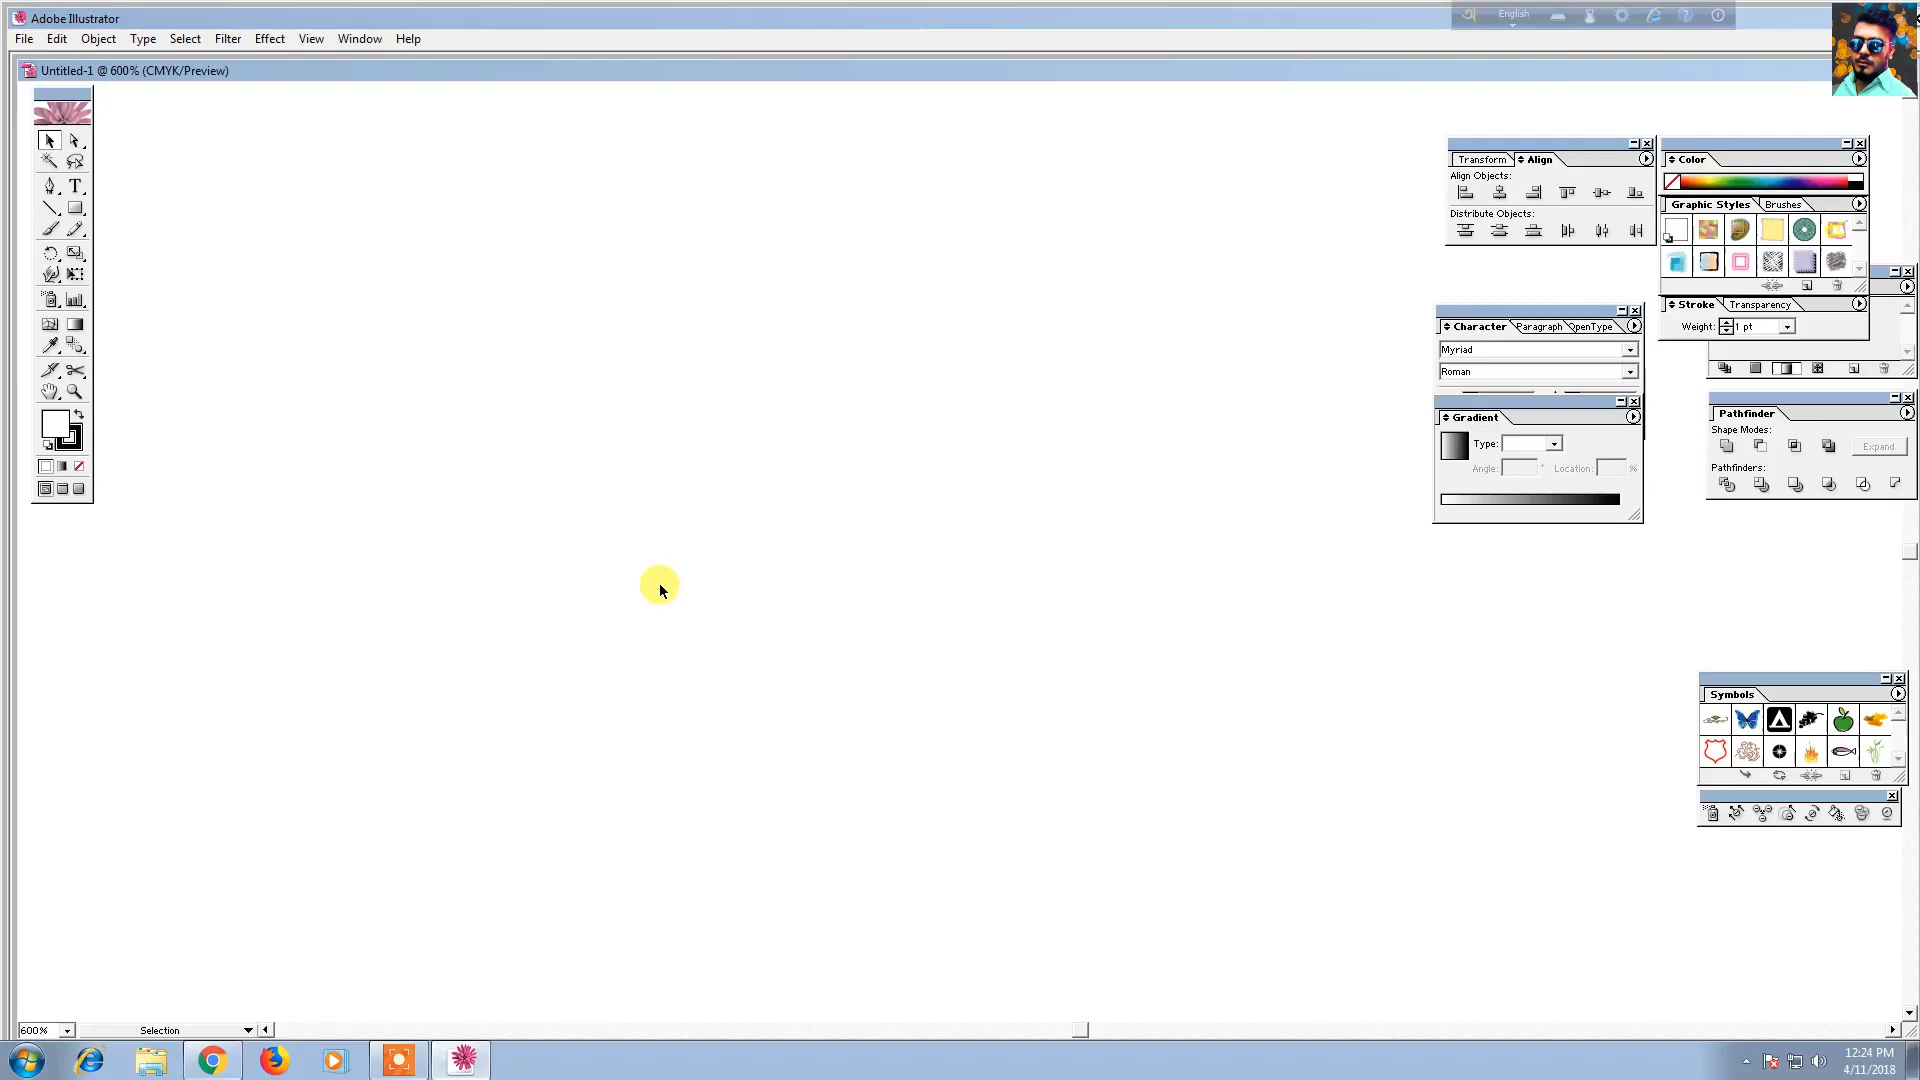 Adobe Illustrator
English
File Edit Object Type Select Filter Effect View Window Help
Untitled-1 @ 600% (CMYK/Preview)
Transform Align
Align Objects:
Distribute Objects:
Color
Graphic Styles Brushes
Stroke Transparency
Weight: 1 pt
Character Paragraph OpenType
Myriad
Roman
Gradient
Type:
Angle: ° Location: %
Pathfinder
Shape Modes:
Expand
Pathfinders:
Symbols
600% Selection
12:24 PM
4/11/2018